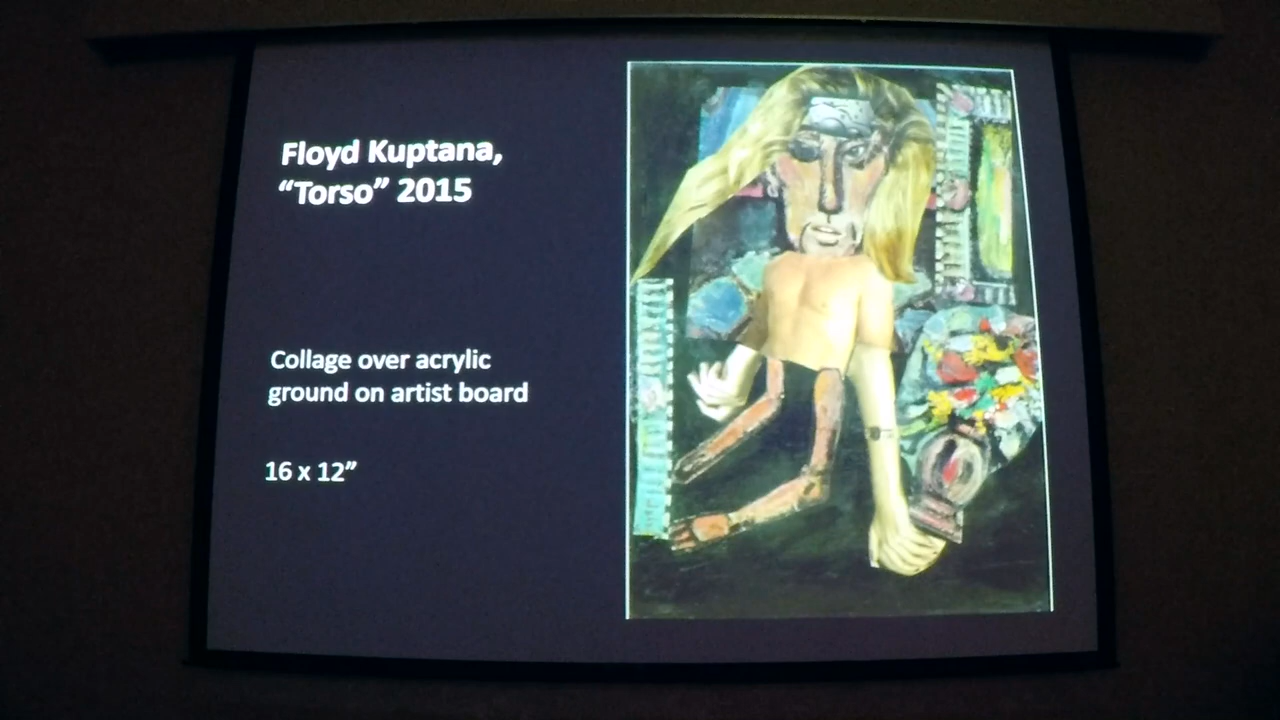 Floyd Kuptana,
“Torso” 2015
Collage over acrylic
ground on artist board
16 x 12”